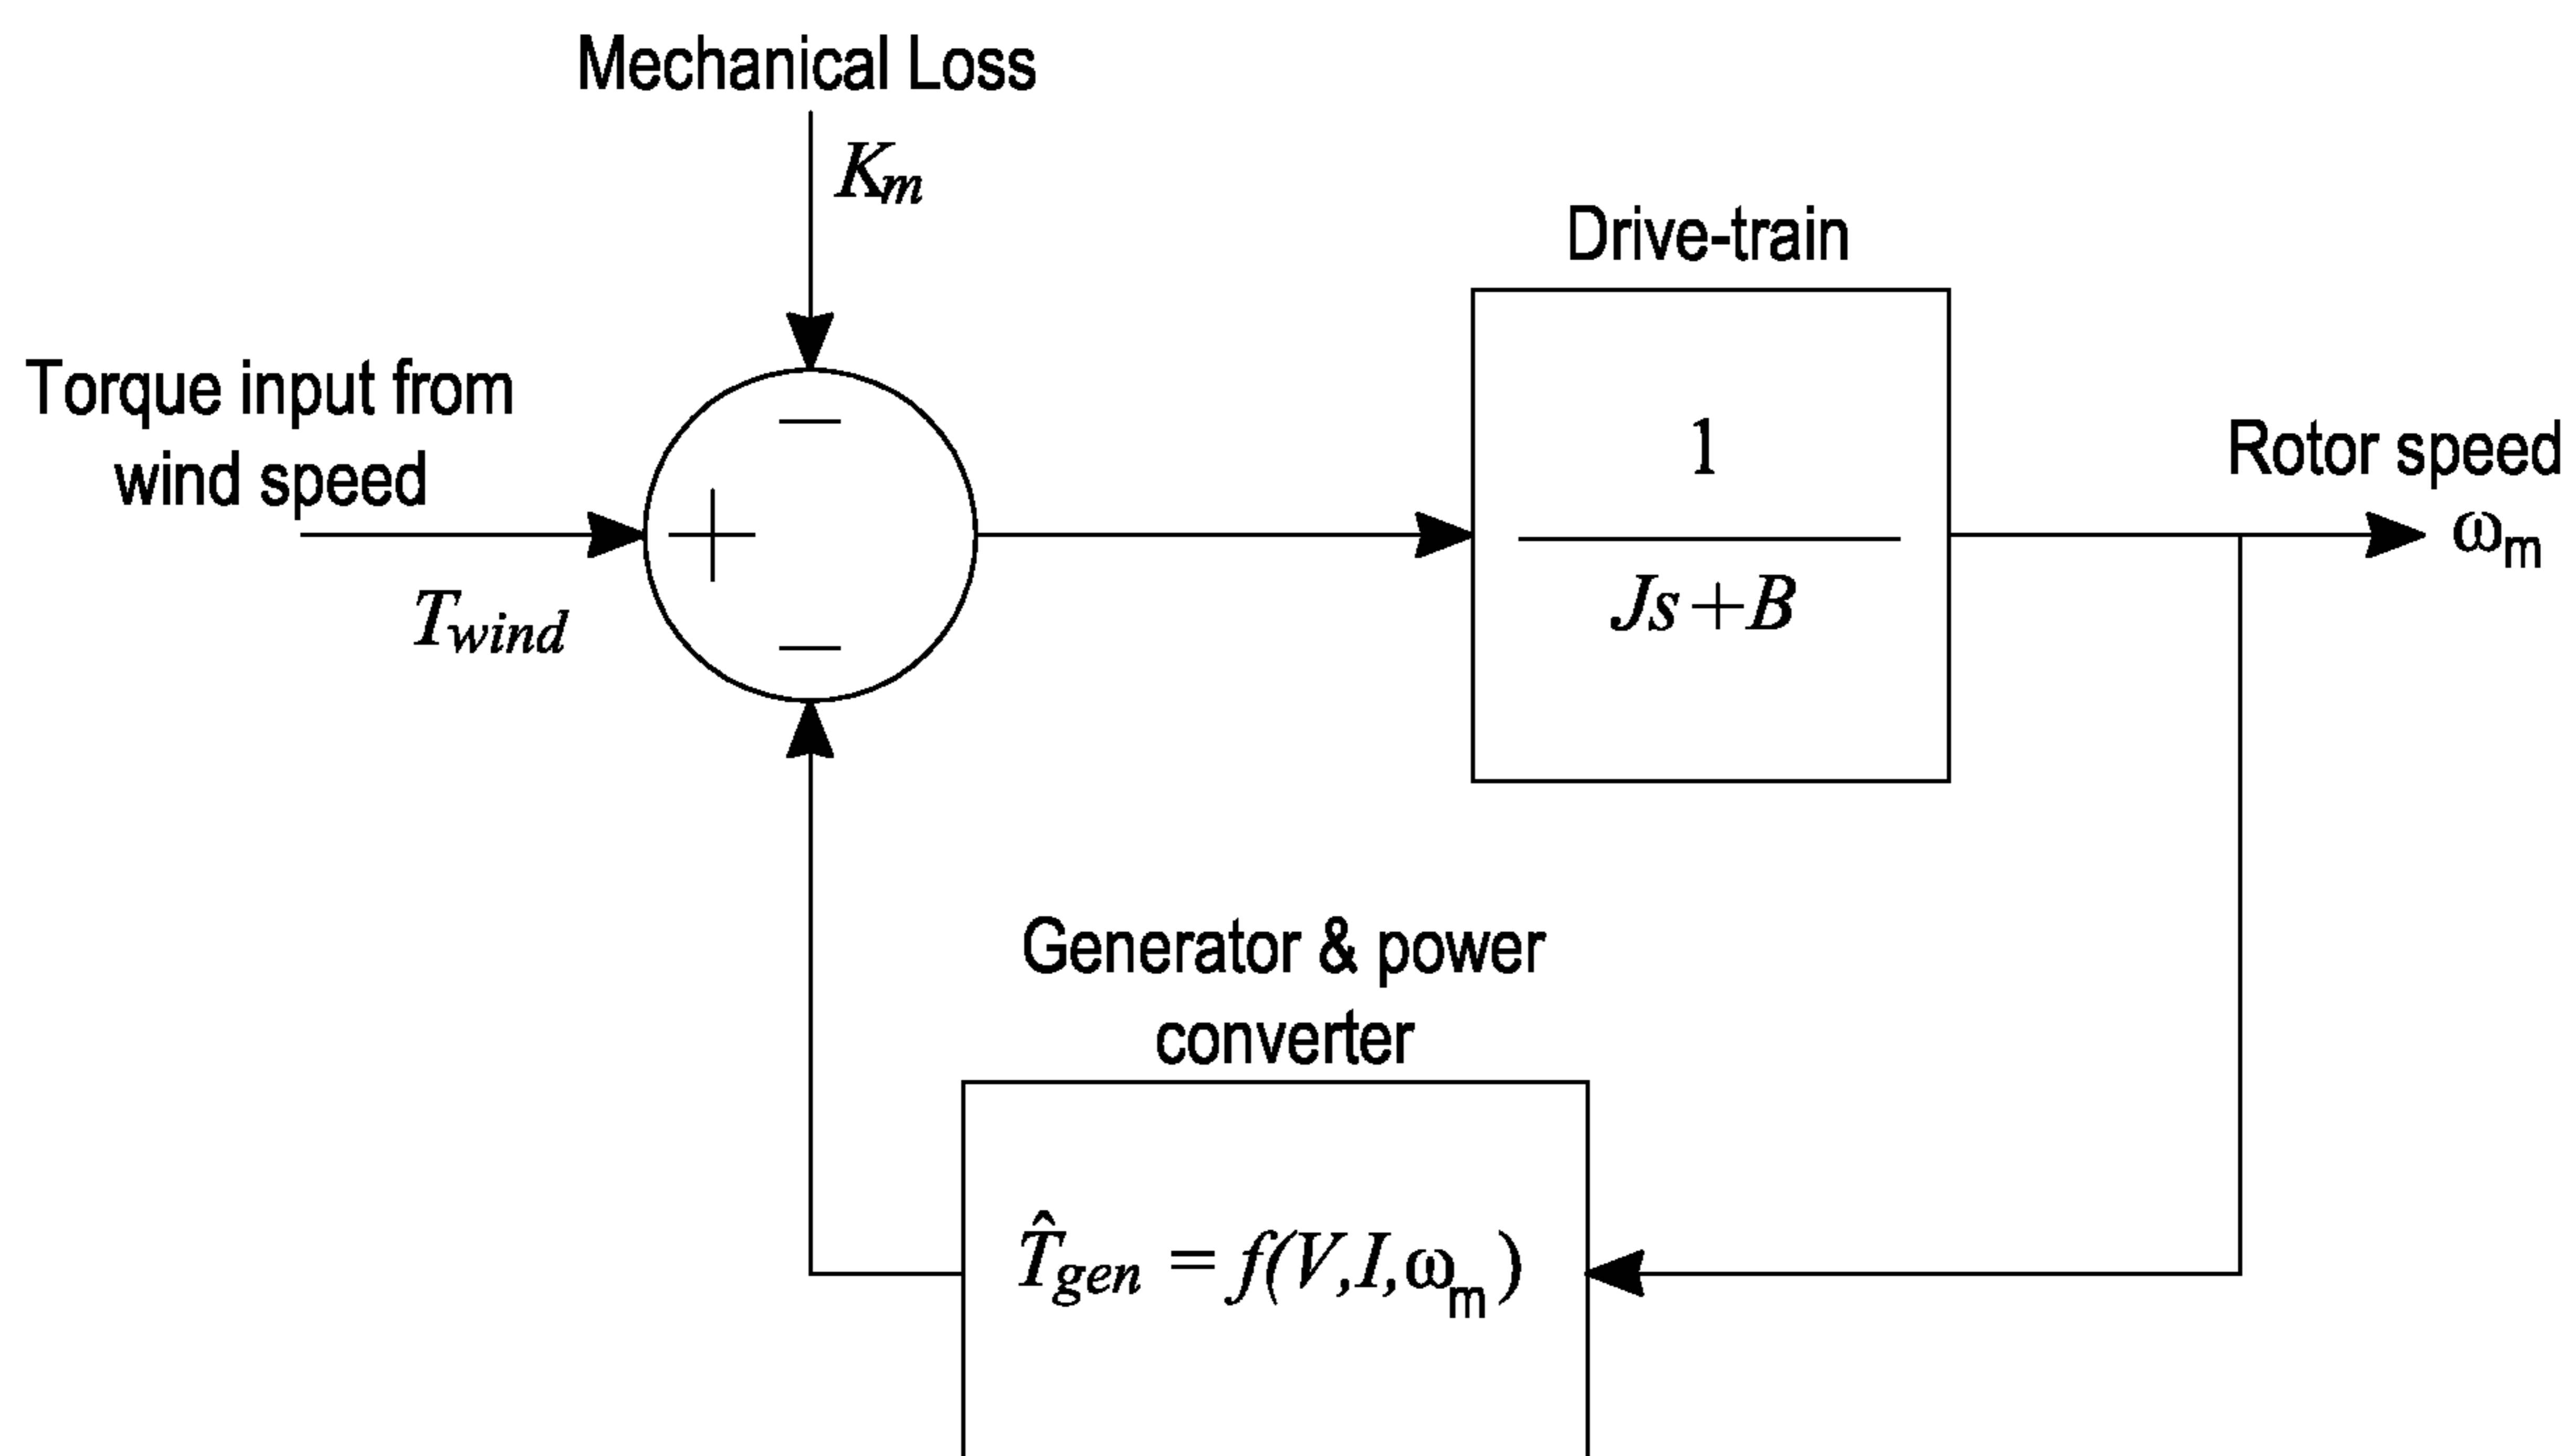 Mechanical Loss
Km
Drive-train
Torque input from
wind speed
Twind
−
+
−
1
Js+B
Rotor speed
ωm
Generator & power
converter
T̂gen = f(V,I,ωm)